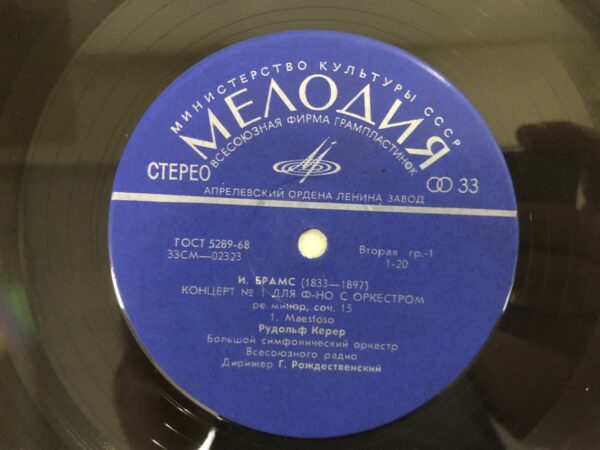 МИНИСТЕРСТВО КУЛЬТУРЫ СССР
МЕЛОДИЯ
ВСЕСОЮЗНАЯ ФИРМА ГРАМПЛАСТИНОК
СТЕРЕО
33
АПРЕЛЕВСКИЙ ОРДЕНА ЛЕНИНА ЗАВОД
ГОСТ 5289-68
Вторая гр.-1
33СМ—02323
1-20
И. БРАМС (1833—1897)
КОНЦЕРТ № 1 ДЛЯ Ф-НО С ОРКЕСТРОМ
ре минор, соч. 15
1. Maestoso
Рудольф Керер
Большой симфонический оркестр
Всесоюзного радио
Дирижер Г. Рождественский